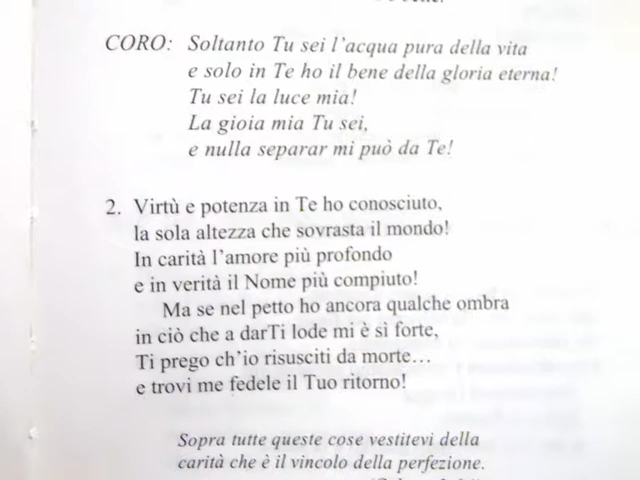 CORO: Soltanto Tu sei l'acqua pura della vita
e solo in Te ho il bene della gloria eterna!
Tu sei la luce mia!
La gioia mia Tu sei,
e nulla separar mi può da Te!
2. Virtù e potenza in Te ho conosciuto,
la sola altezza che sovrasta il mondo!
In carità l'amore più profondo
e in verità il Nome più compiuto!
Ma se nel petto ho ancora qualche ombra
in ciò che a darTi lode mi è sì forte,
Ti prego ch'io risusciti da morte...
e trovi me fedele il Tuo ritorno!
Sopra tutte queste cose vestitevi della
carità che è il vincolo della perfezione.